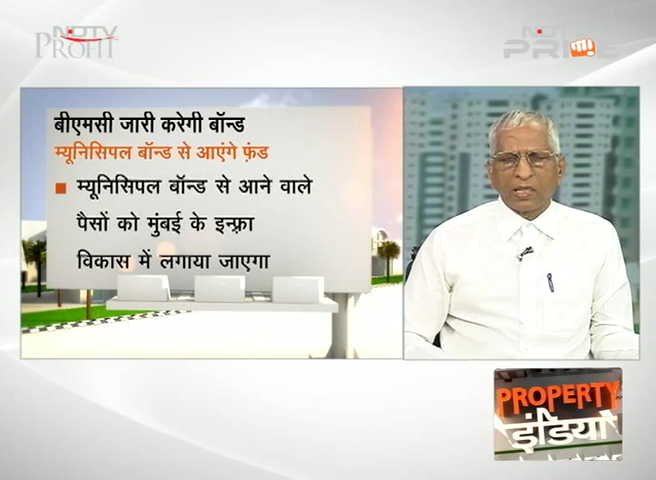 NDTV
PROFIT
NDTV
PRIME
बीएमसी जारी करेगी बॉन्ड
म्यूनिसिपल बॉन्ड से आएंगे फ़ंड
म्यूनिसिपल बॉन्ड से आने वाले
पैसों को मुंबई के इन्फ़्रा
विकास में लगाया जाएगा
PROPERTY
इंडिया